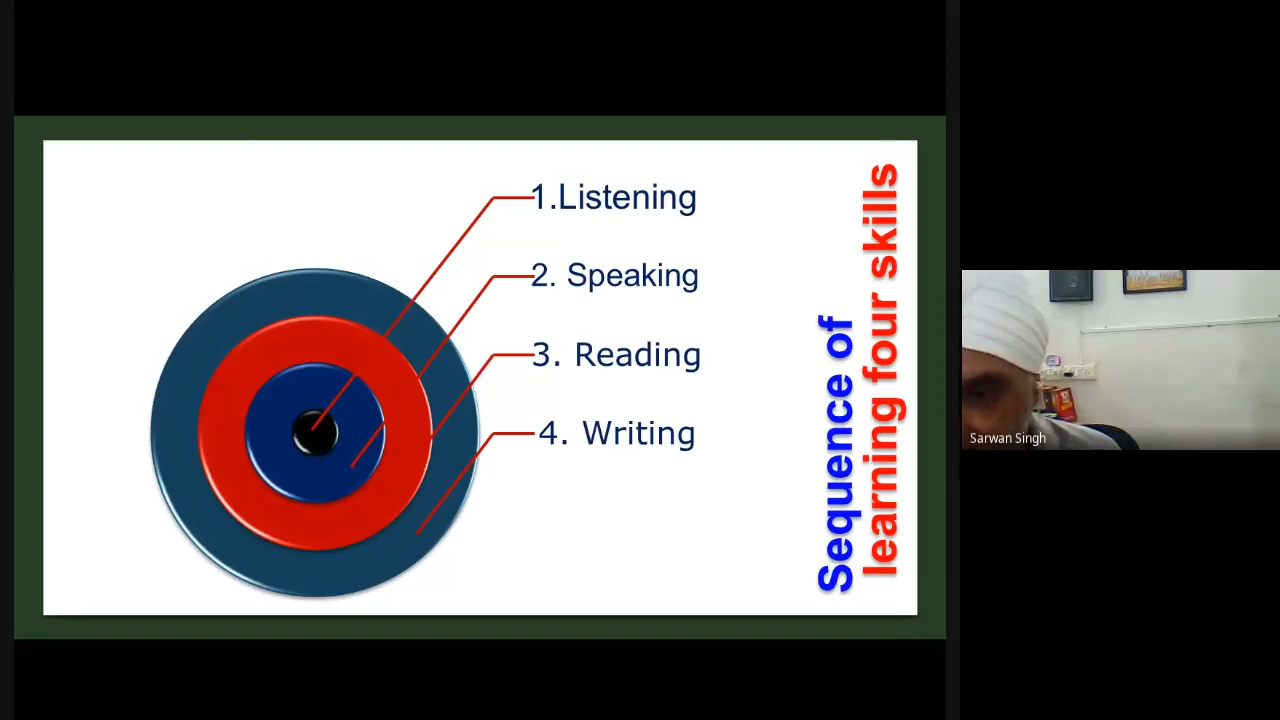 1.Listening
2. Speaking
3. Reading
4. Writing
Sequence of
learning four skills
Sarwan Singh